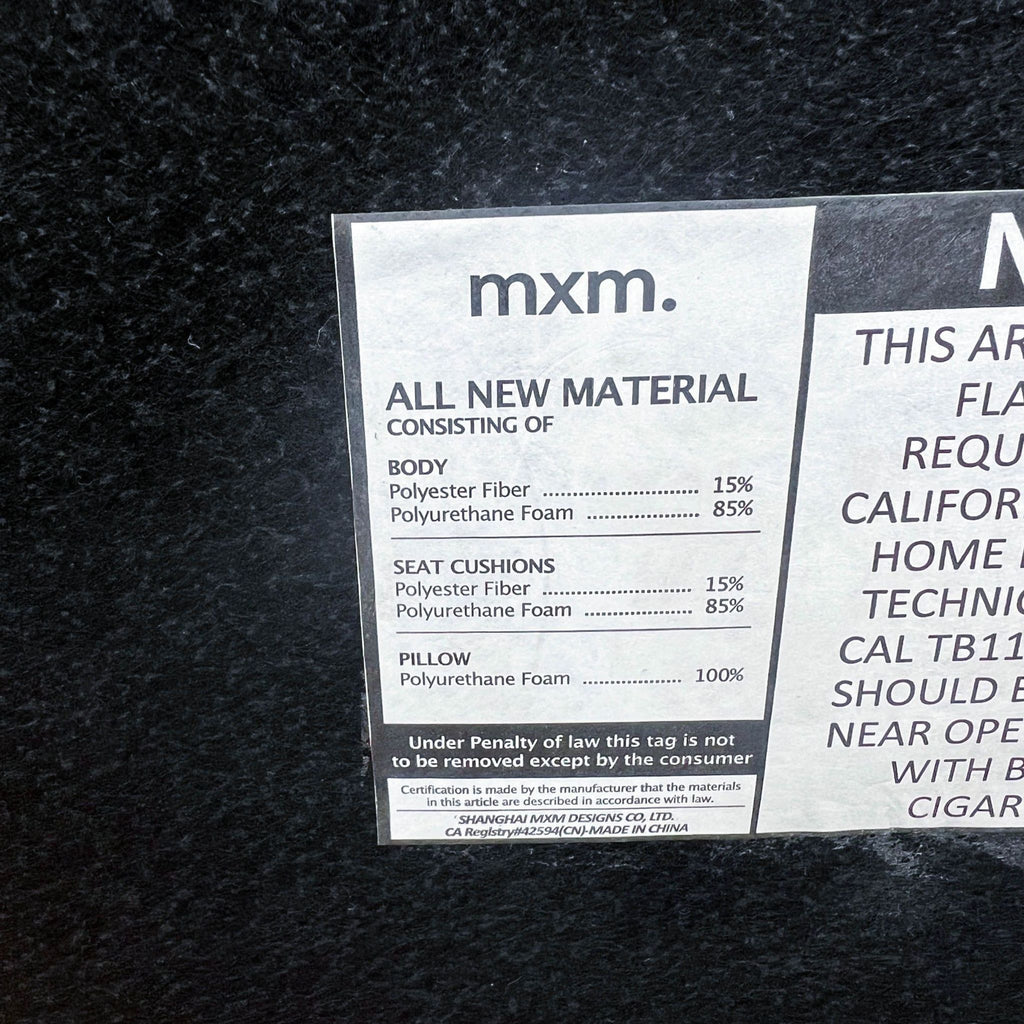 mxm.
ALL NEW MATERIAL
CONSISTING OF
BODY
Polyester Fiber ........................... 15%
Polyurethane Foam .................... 85%
SEAT CUSHIONS
Polyester Fiber ........................... 15%
Polyurethane Foam .................... 85%
PILLOW
Polyurethane Foam .................. 100%
Under Penalty of law this tag is not
to be removed except by the consumer
Certification is made by the manufacturer that the materials
in this article are described in accordance with law.
SHANGHAI MXM DESIGNS CO, LTD.
CA Registry#42594(CN)-MADE IN CHINA
THIS
CALIFOR
HOME
CAL TB11
SHOULD
NEAR OPE
WITH B
CIGAR